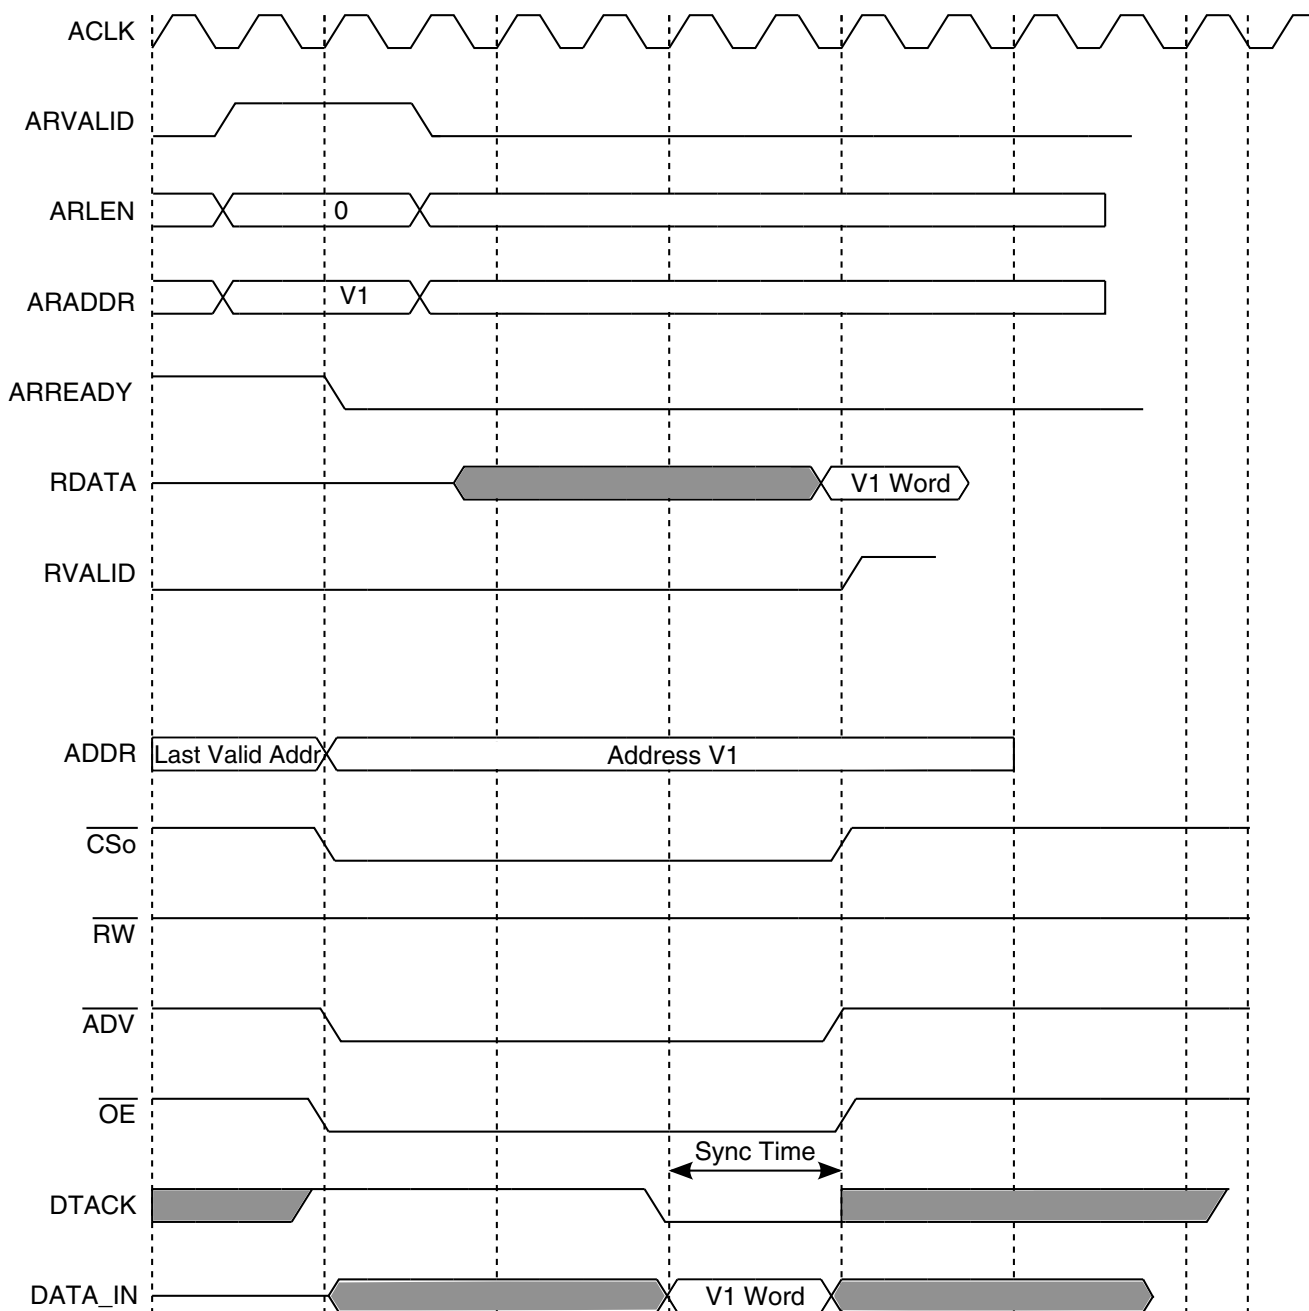 ACLK
ARVALID
ARLEN 0
ARADDR V1
ARREADY
RDATA V1 Word
RVALID
ADDR Last Valid Addr Address V1
CSo
RW
ADV
OE
Sync Time
DTACK
DATA_IN V1 Word